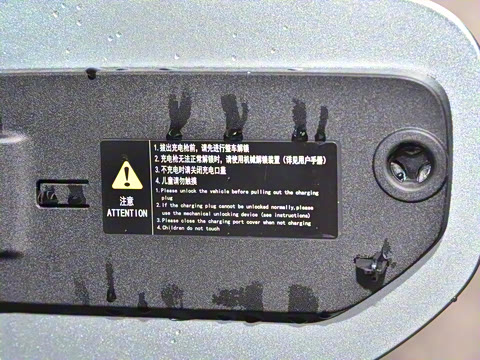 注意
ATTENTION
1.拔出充电枪前，请先进行整车解锁
2.充电枪无法正常解锁时，请使用机械解锁装置（得见用户手册）
3.不充电时请关闭充电口盖
4.儿童请勿触摸
1.Please unlock the vehicle before pulling out the charging
plug
2.If the charging plug cannot be unlocked normally,please
use the mechanical unlocking device (see instructions)
3.Please close the charging port cover when not charging
4.Children do not touch